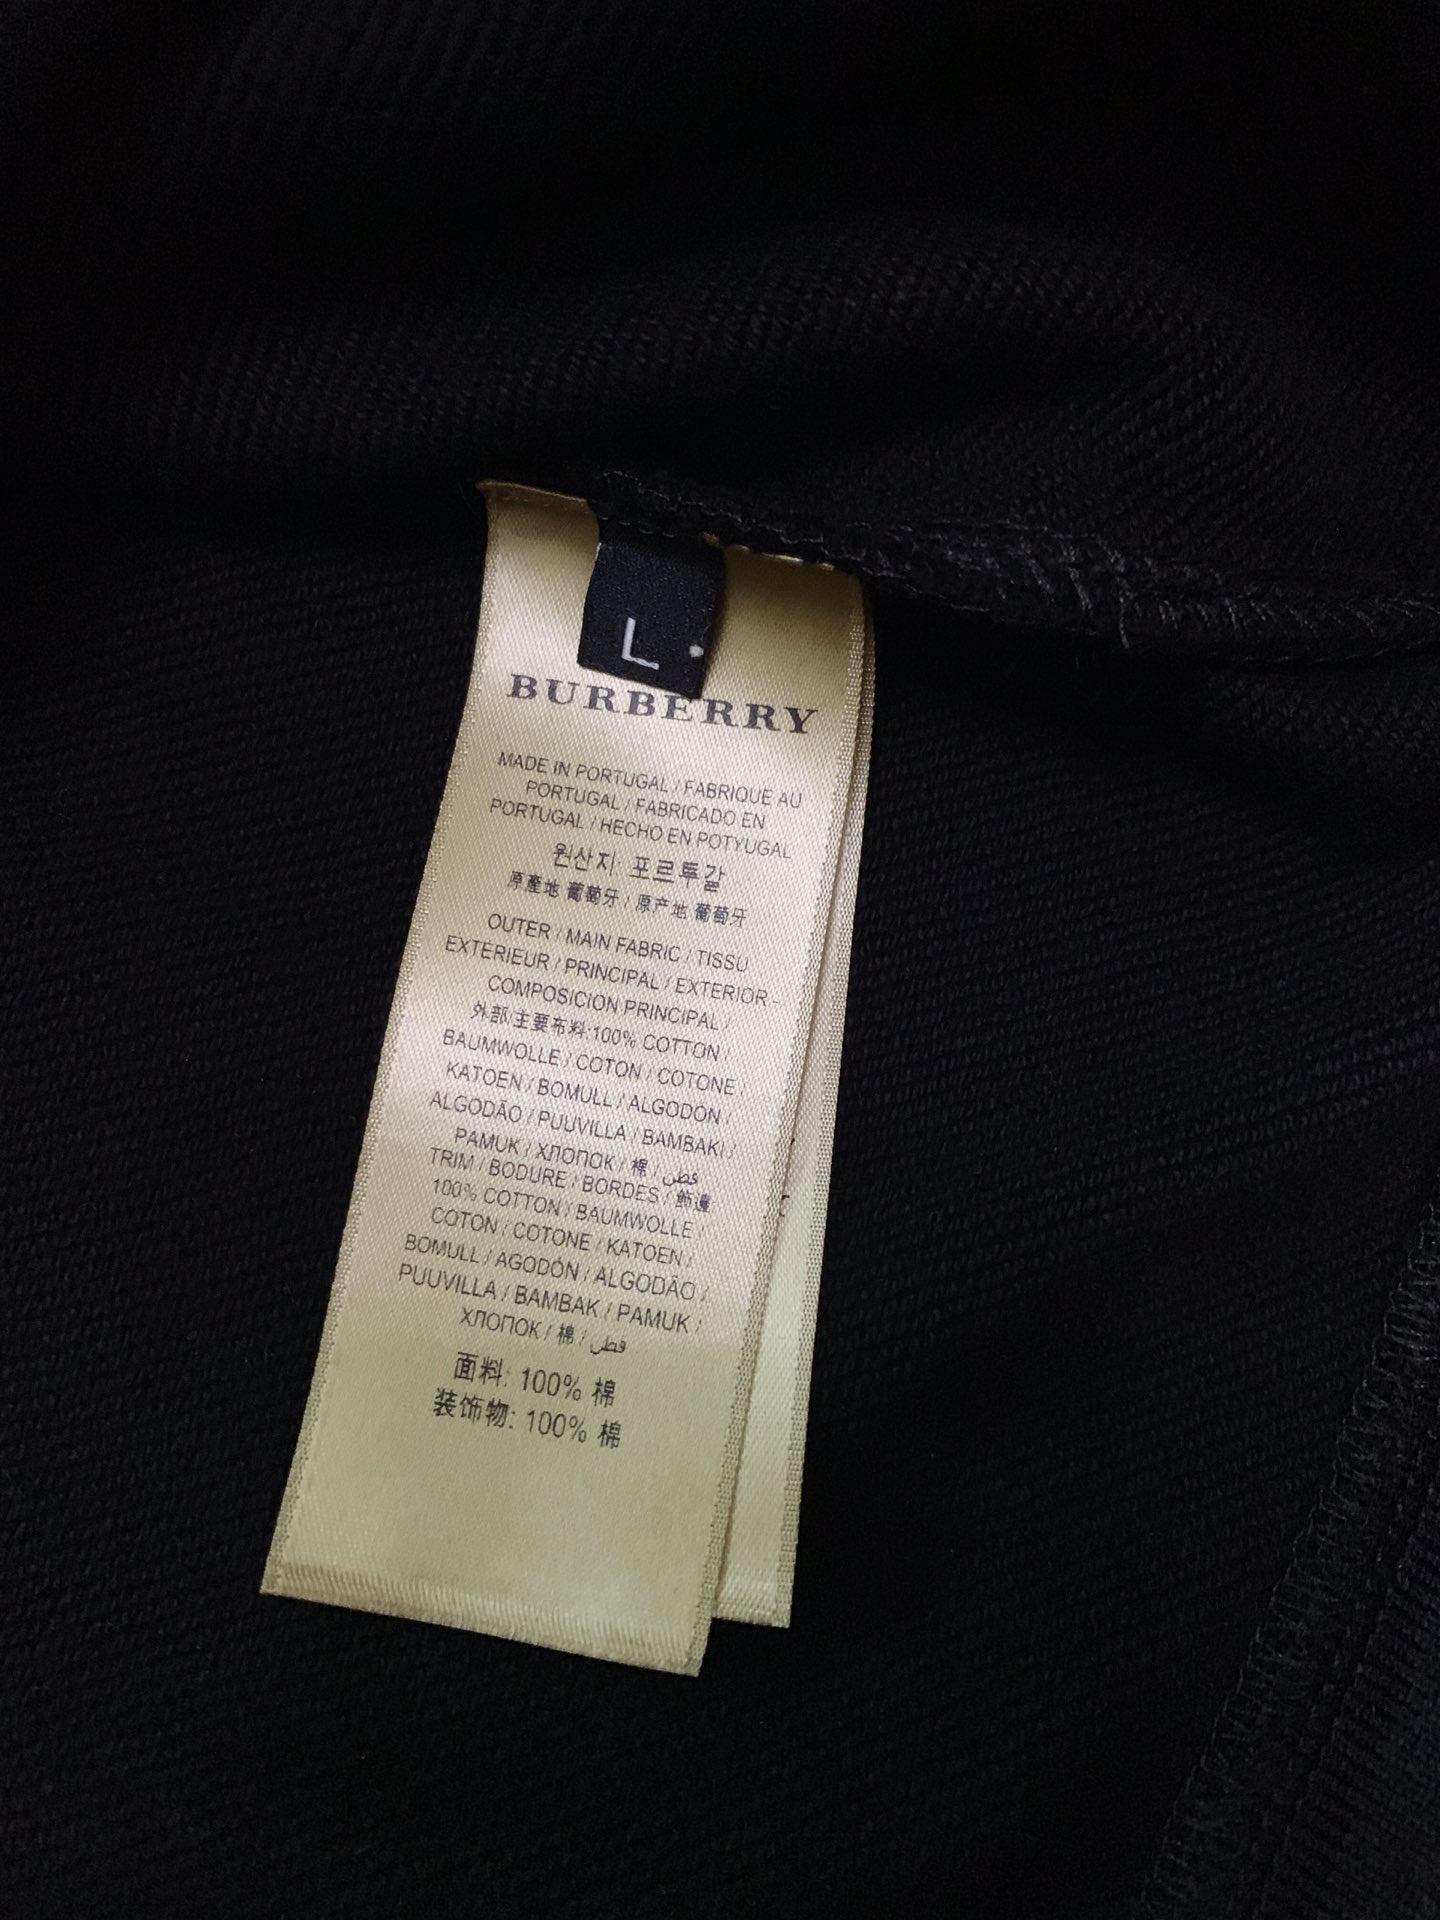 L
BURBERRY
MADE IN PORTUGAL / FABRIQUE AU
PORTUGAL / FABRICADO EN
PORTUGAL / HECHO EN POTYUGAL
원산지: 포르투갈
原產地 葡萄牙 / 原产地 葡萄牙
OUTER / MAIN FABRIC / TISSU
EXTERIEUR / PRINCIPAL / EXTERIOR -
COMPOSICION PRINCIPAL /
外部:主要布料:100% COTTON /
BAUMWOLLE / COTON / COTONE /
KATOEN / BOMULL / ALGODON /
ALGODÃO / PUUVILLA / BAMBAKI /
PAMUK / ХЛОПОК / 棉 / قطن
TRIM / BODURE / BORDES / 飾邊
100% COTTON / BAUMWOLLE /
COTON / COTONE / KATOEN /
BOMULL / AGODÓN / ALGODÃO /
PUUVILLA / BAMBAK / PAMUK /
ХЛОПОК / 棉 / قطن
面料: 100% 棉
装饰物: 100% 棉